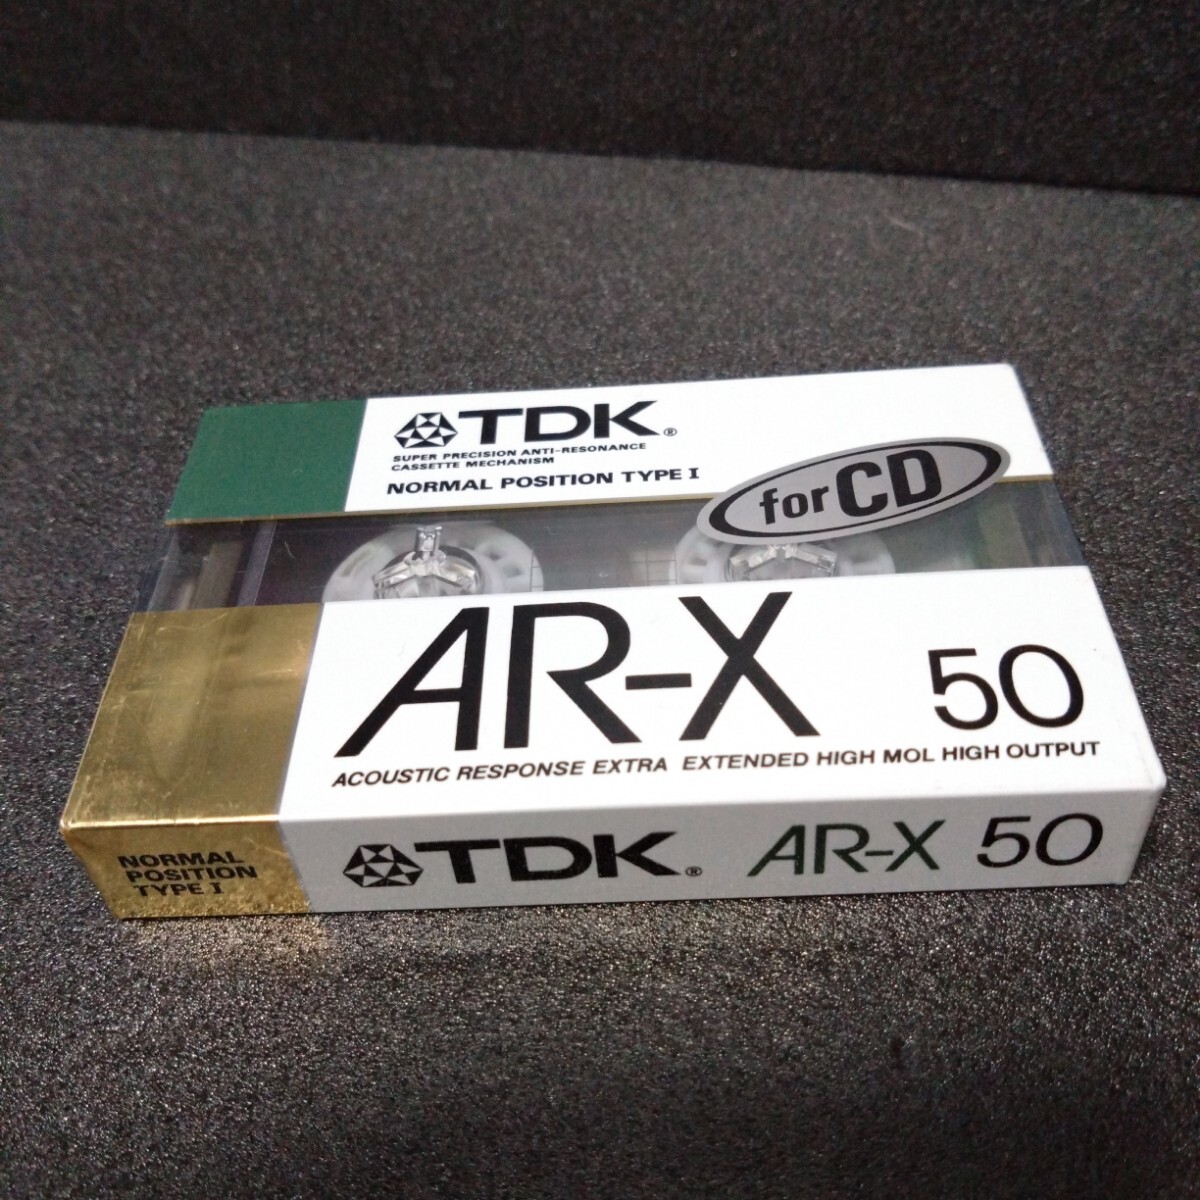 TDK®
SUPER PRECISION ANTI-RESONANCE
CASSETTE MECHANISM
NORMAL POSITION TYPE I
for CD
AR-X 50
ACOUSTIC RESPONSE EXTRA EXTENDED HIGH MOL HIGH OUTPUT
NORMAL
POSITION
TYPE I
TDK® AR-X 50